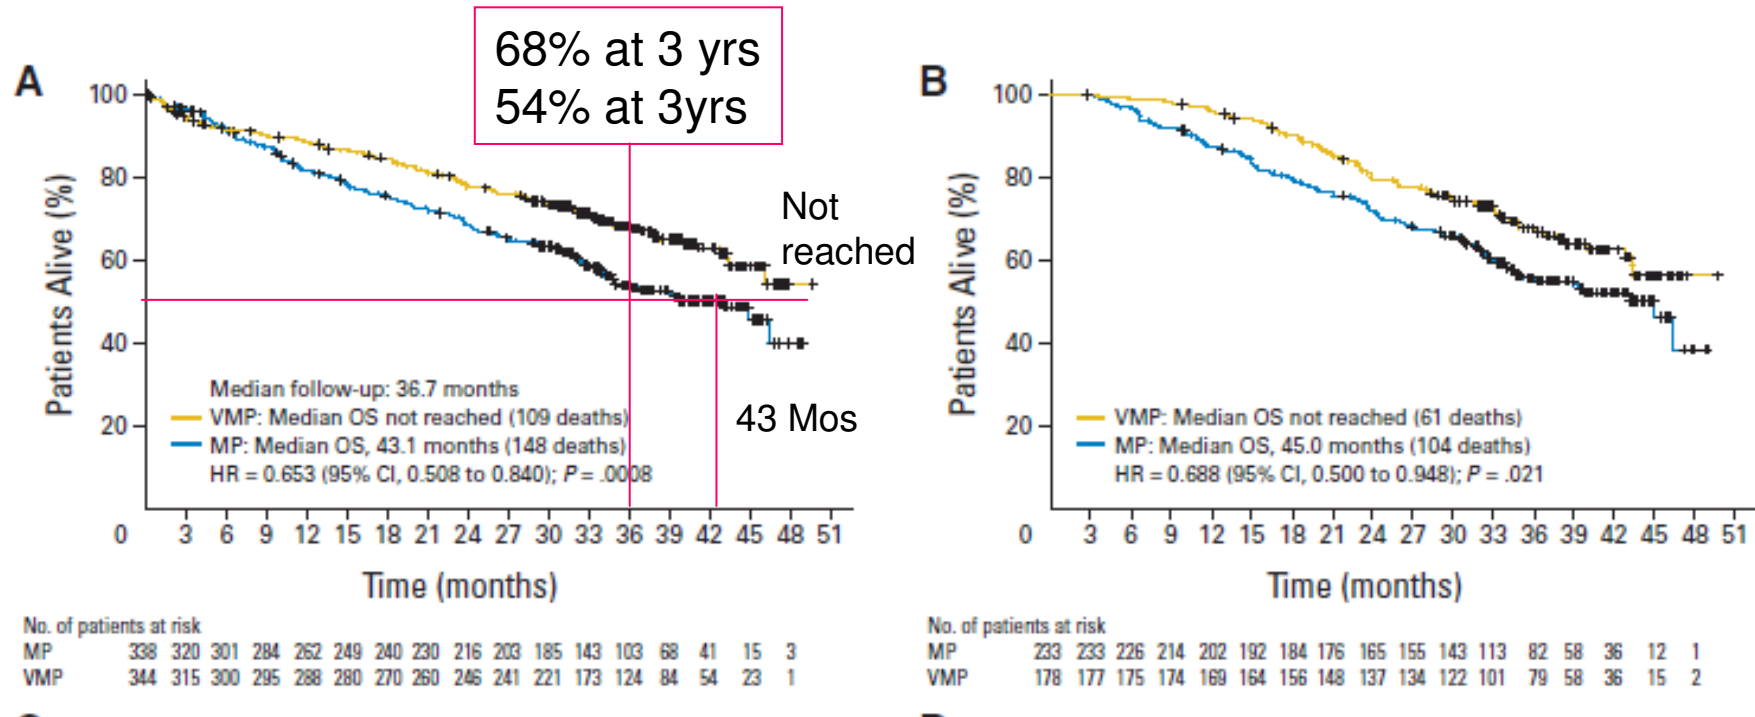 68% at 3 yrs
54% at 3yrs
A
100
80
60
40
20
0
Patients Alive (%)
Not
reached
43 Mos
Median follow-up: 36.7 months
VMP: Median OS not reached (109 deaths)
MP: Median OS, 43.1 months (148 deaths)
HR = 0.653 (95% CI, 0.508 to 0.840); P = .0008
3 6 9 12 15 18 21 24 27 30 33 36 39 42 45 48 51
Time (months)
No. of patients at risk
MP 338 320 301 284 262 249 240 230 216 203 185 143 103 68 41 15 3
VMP 344 315 300 295 288 280 270 260 246 241 221 173 124 84 54 23 1
B
100
80
60
40
20
0
Patients Alive (%)
VMP: Median OS not reached (61 deaths)
MP: Median OS, 45.0 months (104 deaths)
HR = 0.688 (95% CI, 0.500 to 0.948); P = .021
3 6 9 12 15 18 21 24 27 30 33 36 39 42 45 48 51
Time (months)
No. of patients at risk
MP 233 233 226 214 202 192 184 176 165 155 143 113 82 58 36 12 1
VMP 178 177 175 174 169 164 156 148 137 134 122 101 79 58 36 15 2